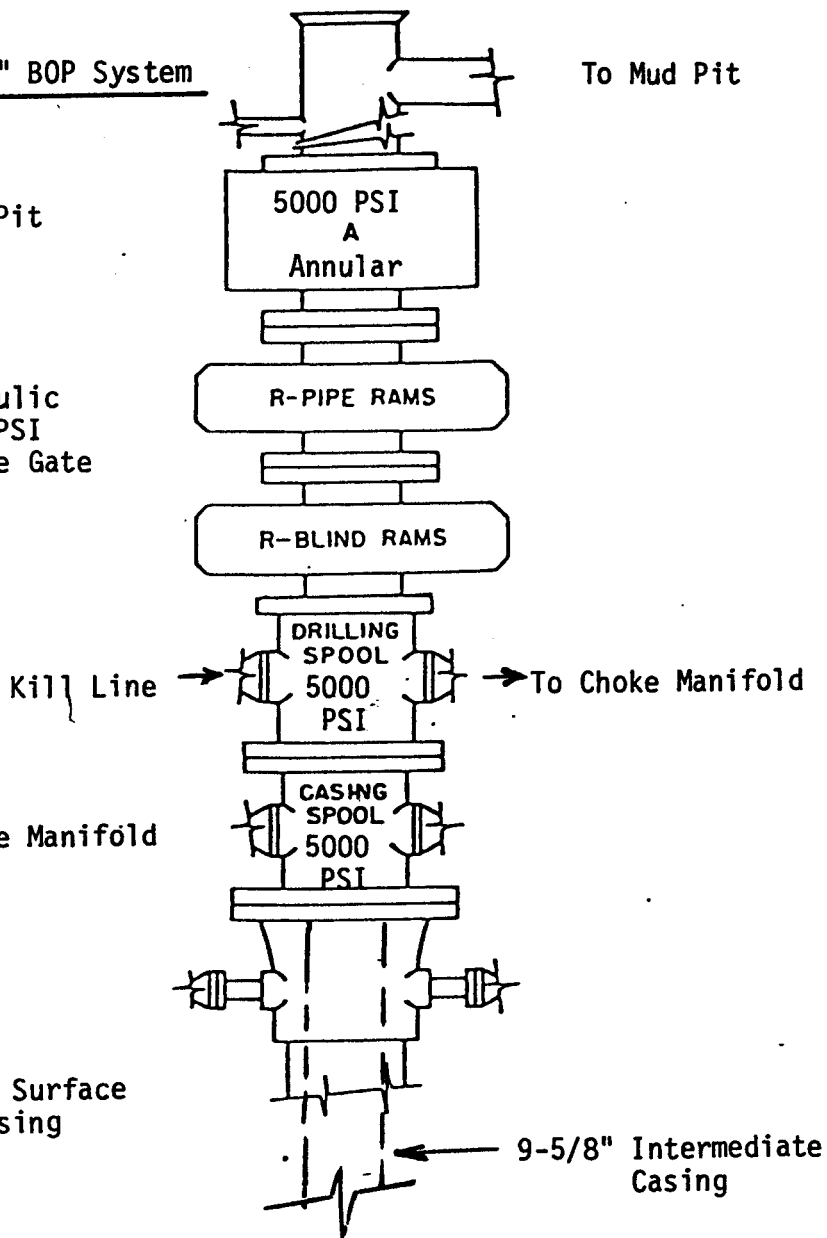 " BOP System
To Mud Pit
Pit
5000 PSI
A
Annular
ulic
PSI
e Gate
R-PIPE RAMS
R-BLIND RAMS
DRILLING
SPOOL
5000
PSI
Kill Line
To Choke Manifold
CASING
SPOOL
5000
PSI
e Manifold
Surface
sing
9-5/8" Intermediate
Casing